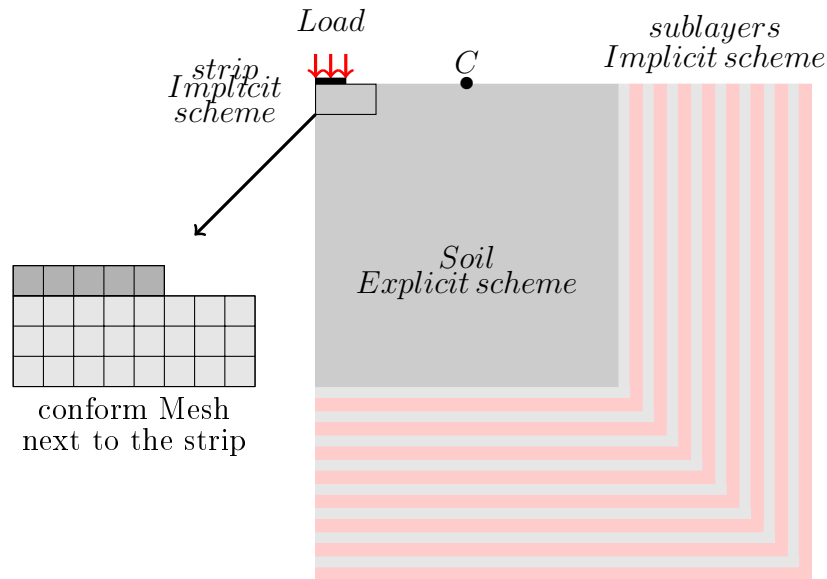 Load
sublayers
Implicit scheme
C
strip
Implicit
scheme
Soil
Explicit scheme
conform Mesh
next to the strip